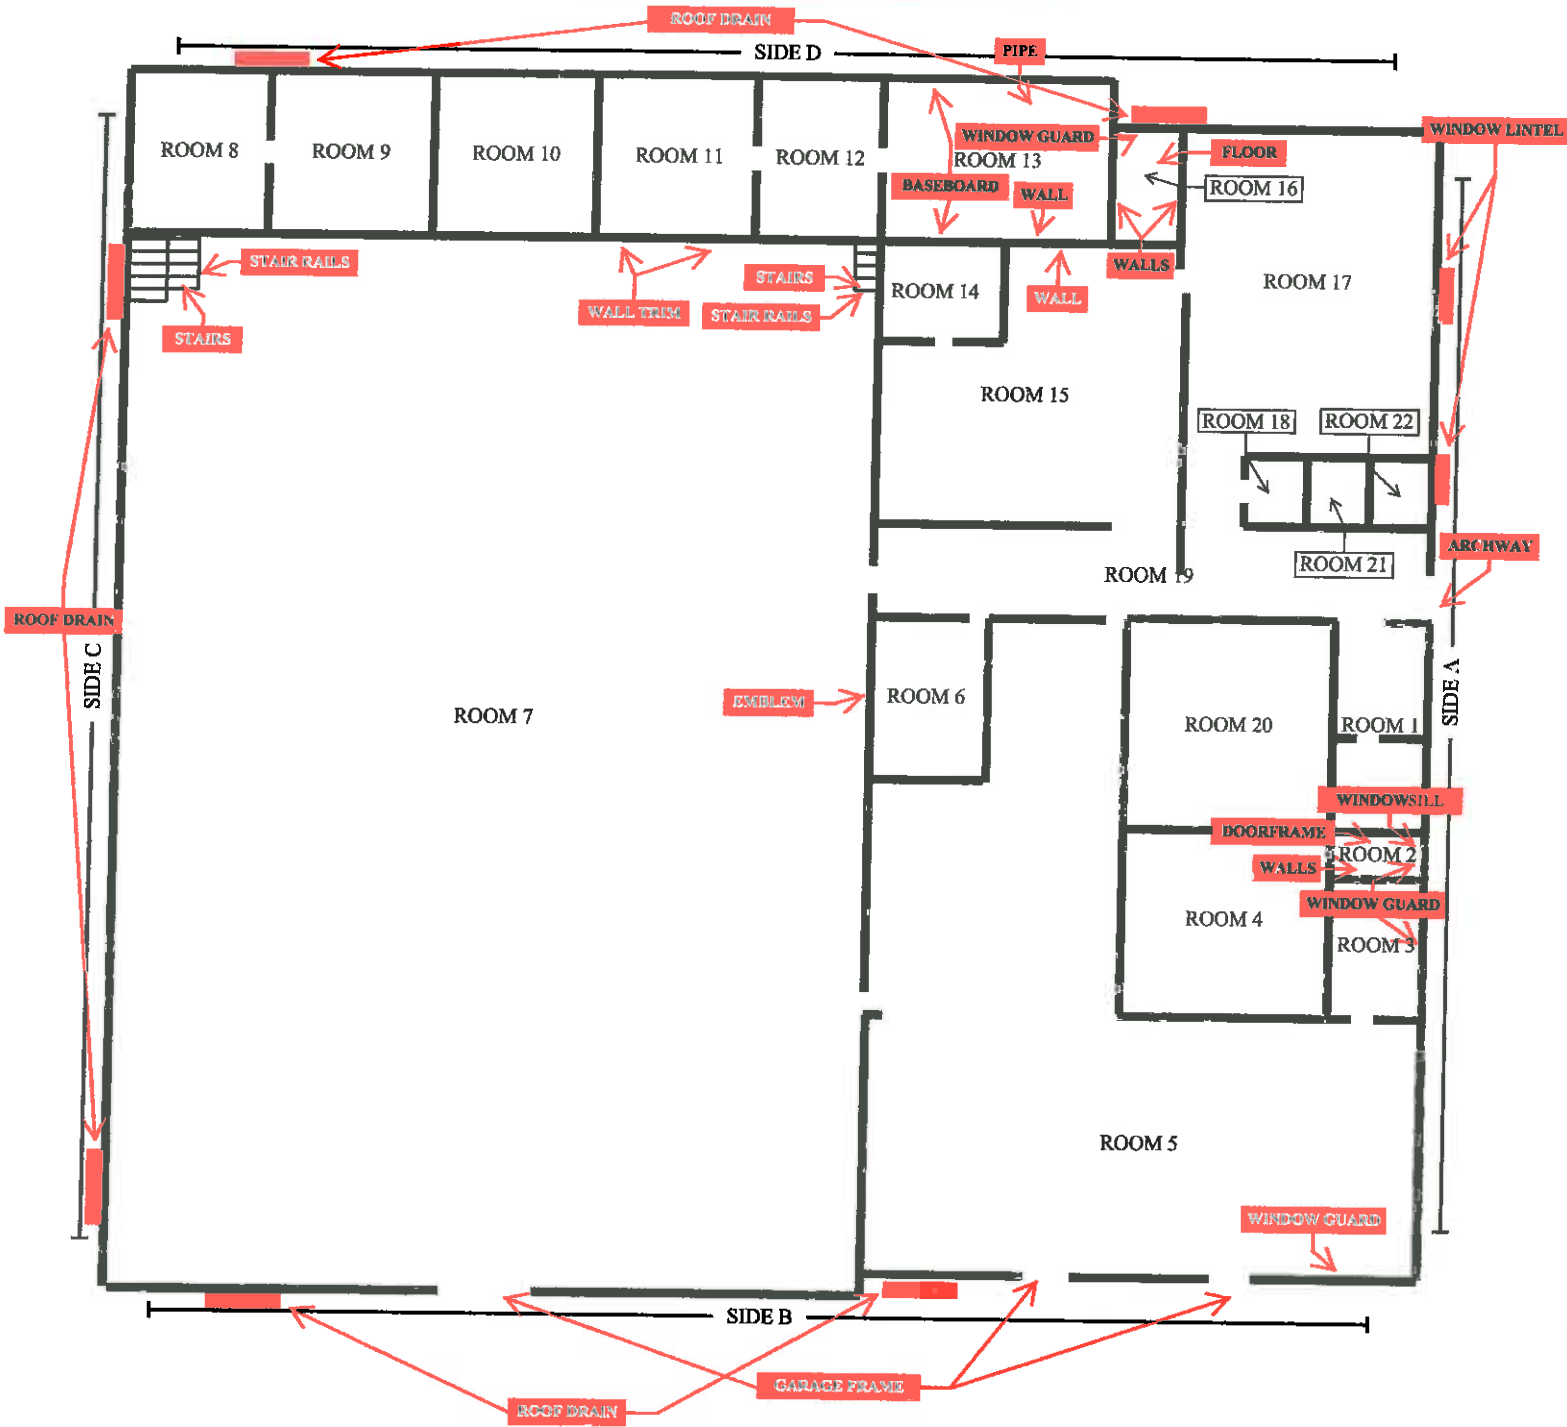 ROOF DRAIN
SIDE D
PIPE
WINDOW LINTEL
WINDOW GUARD
ROOM 8
ROOM 9
ROOM 10
ROOM 11
ROOM 12
ROOM 13
FLOOR
ROOM 16
BASEBOARD
WALL
STAIR RAILS
STAIRS
WALLS
ROOM 14
ROOM 17
WALL
WALL TRIM
STAIR RAILS
STAIRS
ROOM 15
ROOM 18
ROOM 22
ARCHWAY
ROOM 21
ROOM 19
ROOF DRAIN
SIDE C
SIDE A
EMBLEM
ROOM 6
ROOM 7
ROOM 20
ROOM 1
WINDOWSILL
DOORFRAME
ROOM 2
WALLS
WINDOW GUARD
ROOM 4
ROOM 3
ROOM 5
WINDOW GUARD
SIDE B
GARAGE FRAME
ROOF DRAIN